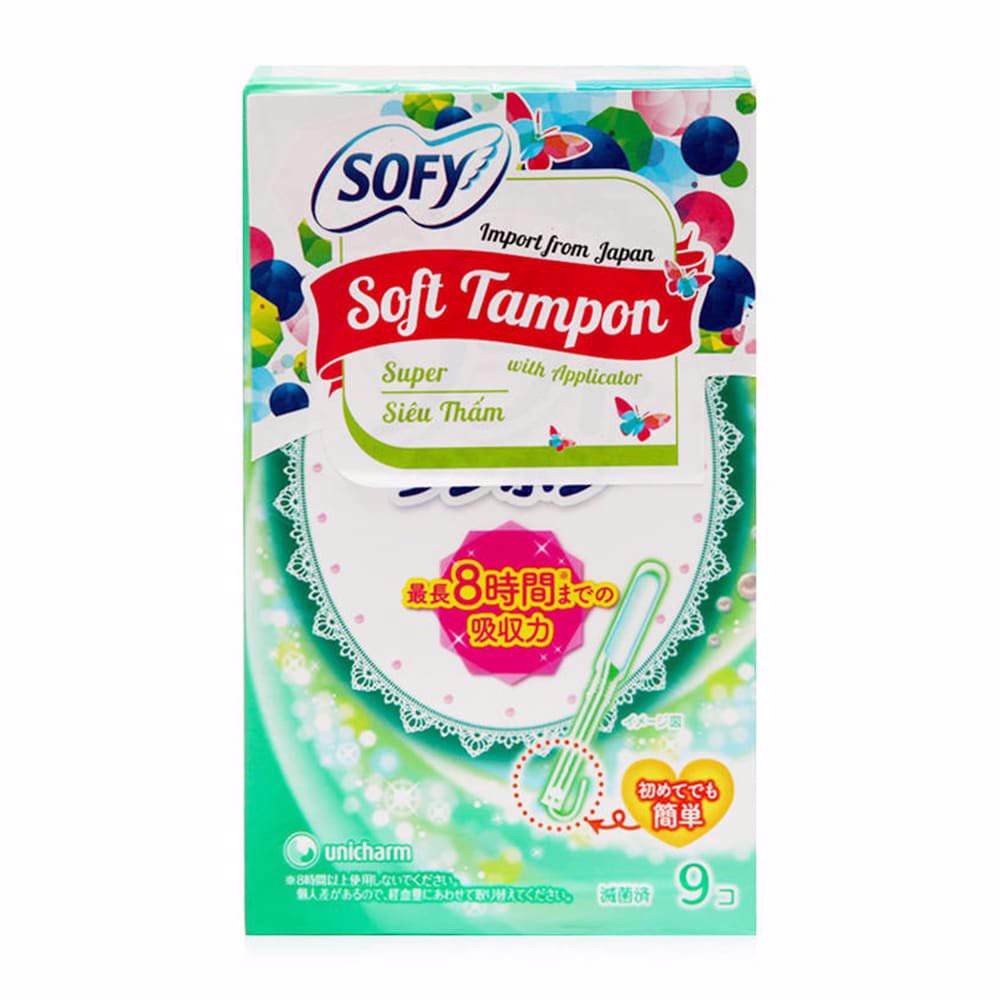 SOFY
Import from Japan
Soft Tampon
Super
with Applicator
Siêu Thấm
最長8時間※までの
吸収力
イメージ図
初めてでも
簡単
unicharm
※8時間以上使用しないでください。
個人差があるので、経血量にあわせて取り替えてください。
滅菌済
9コ